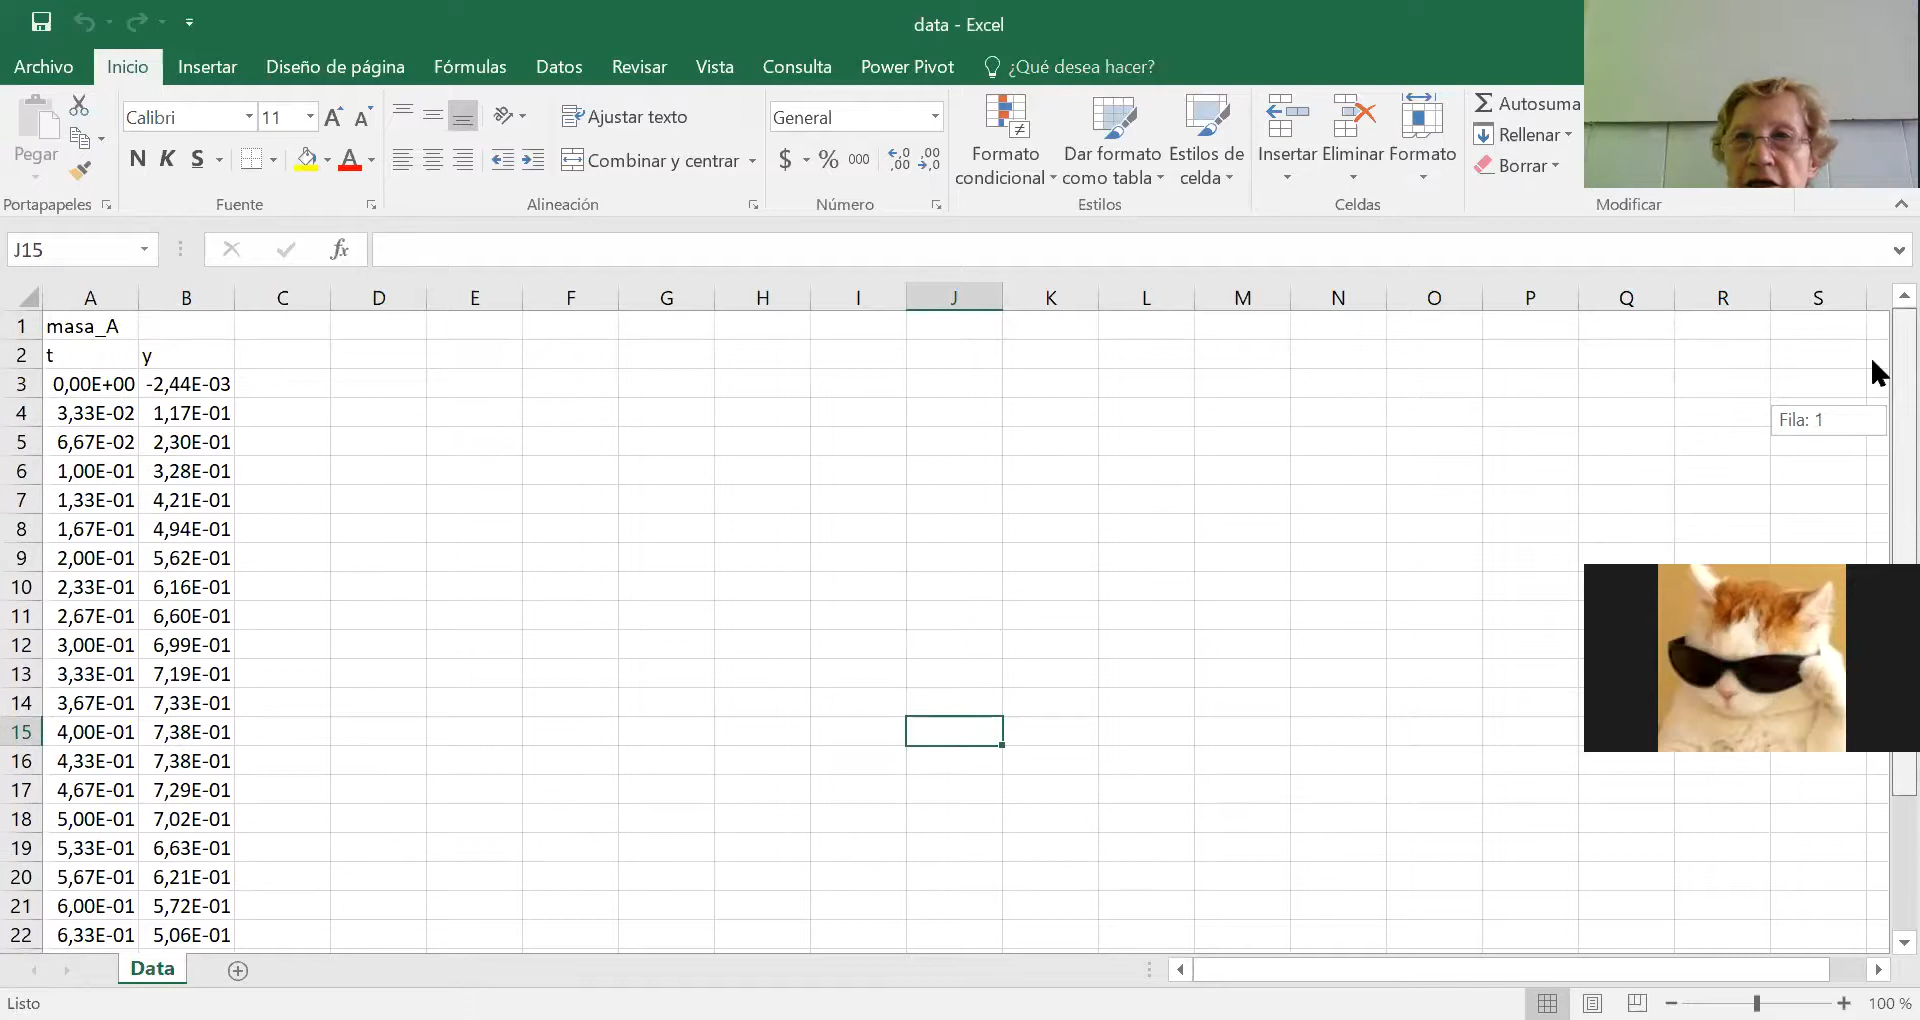 data - Excel
Archivo Inicio Insertar Diseño de página Fórmulas Datos Revisar Vista Consulta Power Pivot ¿Qué desea hacer?
Pegar
Portapapeles
Calibri 11
N K S A
Fuente
Ajustar texto
Combinar y centrar
Alineación
General
$ % 000 ,00 ,00
Número
Formato condicional
Dar formato como tabla
Estilos de celda
Estilos
Insertar Eliminar Formato
Celdas
Σ Autosuma
Rellenar
Borrar
Modificar
J15 fx
A B C D E F G H I J K L M N O P Q R S
1 masa_A
2 t y
3 0,00E+00 -2,44E-03
4 3,33E-02 1,17E-01
Fila: 1
5 6,67E-02 2,30E-01
6 1,00E-01 3,28E-01
7 1,33E-01 4,21E-01
8 1,67E-01 4,94E-01
9 2,00E-01 5,62E-01
10 2,33E-01 6,16E-01
11 2,67E-01 6,60E-01
12 3,00E-01 6,99E-01
13 3,33E-01 7,19E-01
14 3,67E-01 7,33E-01
15 4,00E-01 7,38E-01
16 4,33E-01 7,38E-01
17 4,67E-01 7,29E-01
18 5,00E-01 7,02E-01
19 5,33E-01 6,63E-01
20 5,67E-01 6,21E-01
21 6,00E-01 5,72E-01
22 6,33E-01 5,06E-01
Data
Listo
100 %